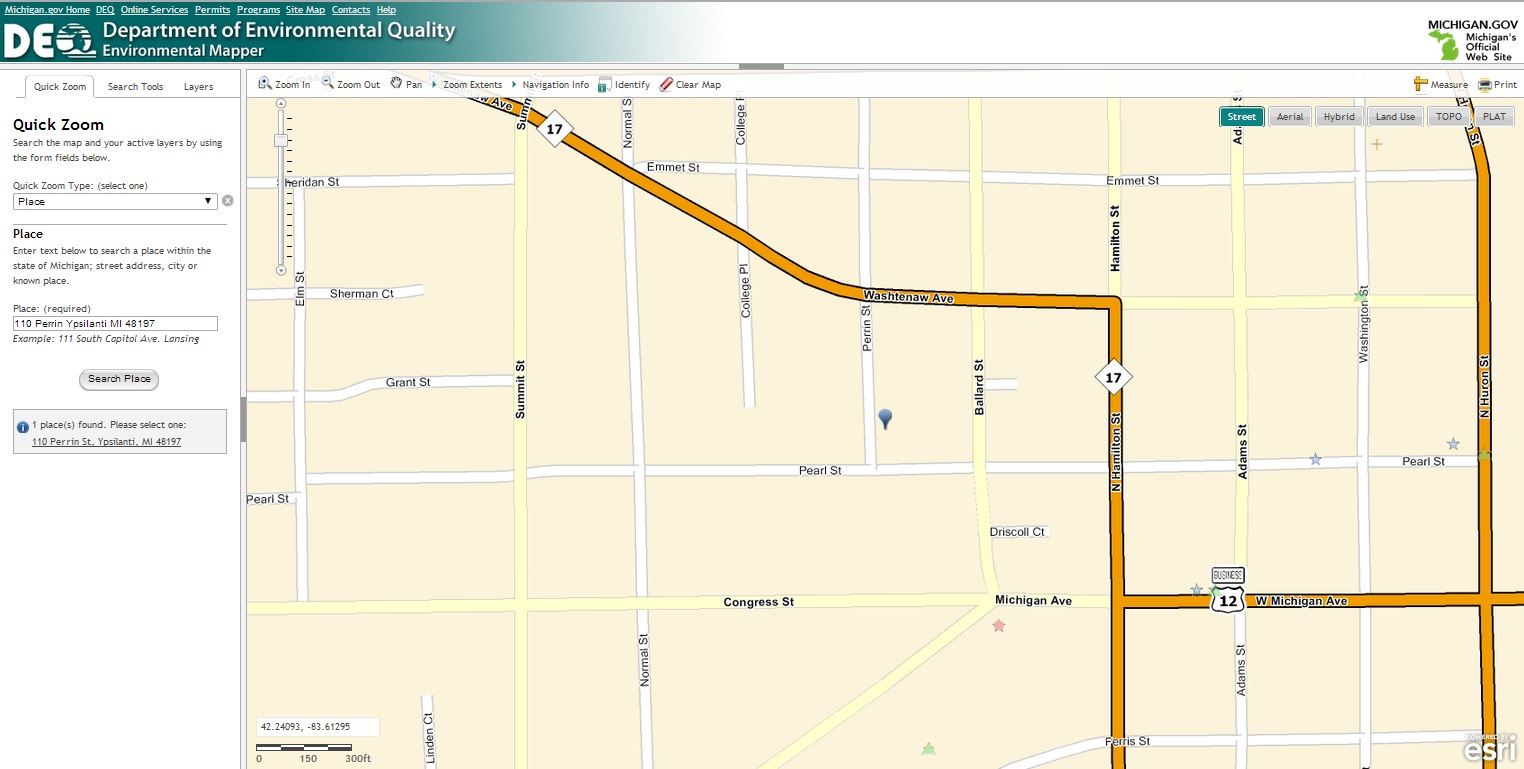 Michigan.gov Home DEQ Online Services Permits Programs Site Map Contacts Help
DEQ Department of Environmental Quality
Environmental Mapper
MICHIGAN.GOV
Michigan's
Official
Web Site
Quick Zoom Search Tools Layers
Zoom In Zoom Out Pan Zoom Extents Navigation Info Identify Clear Map Measure Print
Street Aerial Hybrid Land Use TOPO PLAT
Quick Zoom
Search the map and your active layers by using
the form fields below.
Quick Zoom Type: (select one)
Place
Place
Enter text below to search a place within the
state of Michigan; street address, city or
known place.
Place: (required)
110 Perrin Ypsilanti MI 48197
Example: 111 South Capitol Ave. Lansing
Search Place
1 place(s) found. Please select one:
110 Perrin St, Ypsilanti, MI 48197
17
Normal S
College P
Emmet St
Emmet St
Sheridan St
Hamilton St
Elm St
Sherman Ct
College Pl
Washtenaw Ave
Perrin St
Washington St
Grant St
Summit St
Ballard St
17
N Huron St
N Hamilton St
Adams St
Pearl St
Pearl St
Pearl St
Driscoll Ct
BUSINESS
12
Congress St
Michigan Ave
W Michigan Ave
Normal St
Adams St
Linden Ct
Ferris St
42.24093, -83.61295
0 150 300ft
POWERED BY
esri